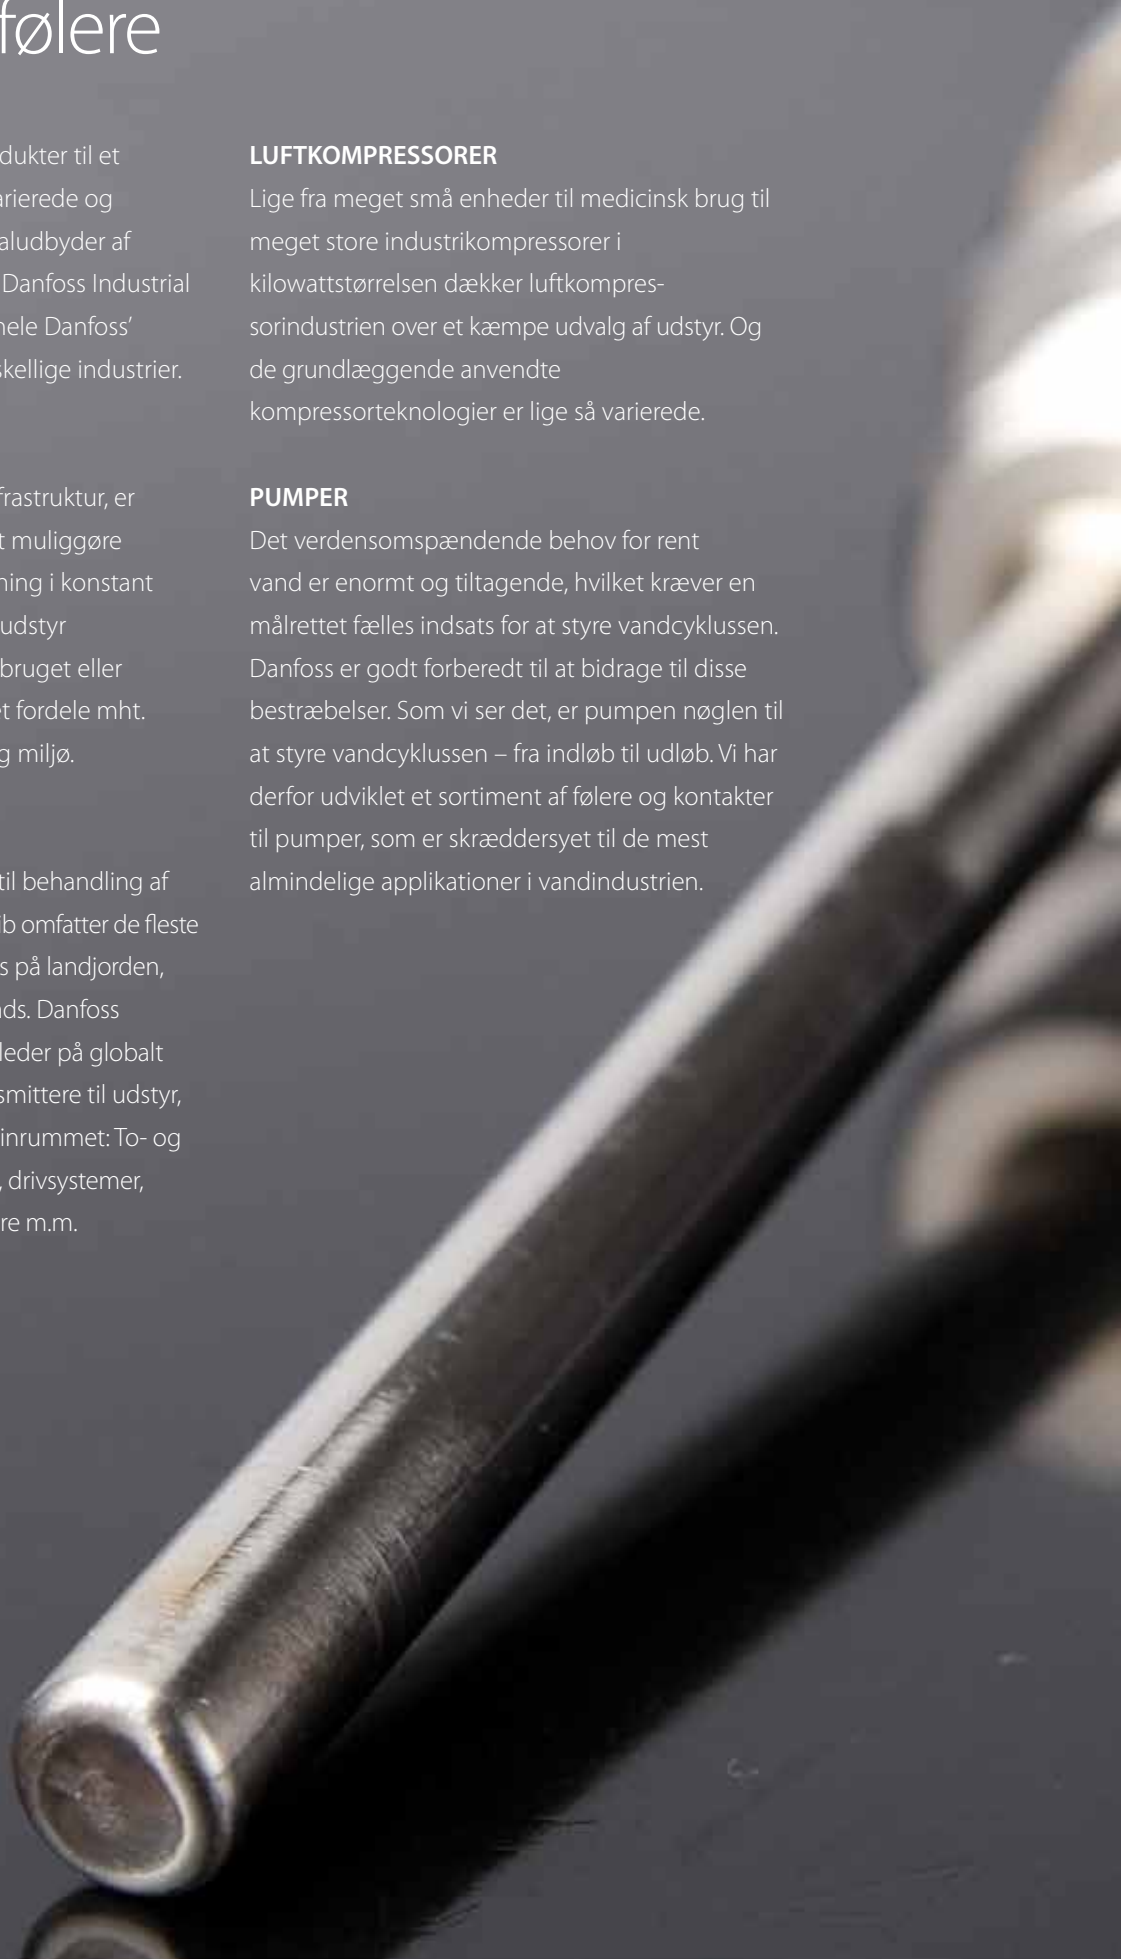 følere
dukter til et
arierede og
aludbyder af
Danfoss Industrial
hele Danfoss’
skellige industrier.
frastruktur, er
t muliggøre
ning i konstant
udstyr
bruget eller
et fordele mht.
g miljø.
til behandling af
ib omfatter de fleste
s på landjorden,
nds. Danfoss
leder på globalt
smittere til udstyr,
inrummet: To- og
, drivsystemer,
re m.m.
LUFTKOMPRESSORER
Lige fra meget små enheder til medicinsk brug til
meget store industrikompressorer i
kilowattstørrelsen dækker luftkompres-
sorindustrien over et kæmpe udvalg af udstyr. Og
de grundlæggende anvendte
kompressorteknologier er lige så varierede.
PUMPER
Det verdensomspændende behov for rent
vand er enormt og tiltagende, hvilket kræver en
målrettet fælles indsats for at styre vandcyklussen.
Danfoss er godt forberedt til at bidrage til disse
bestræbelser. Som vi ser det, er pumpen nøglen til
at styre vandcyklussen – fra indløb til udløb. Vi har
derfor udviklet et sortiment af følere og kontakter
til pumper, som er skræddersyet til de mest
almindelige applikationer i vandindustrien.